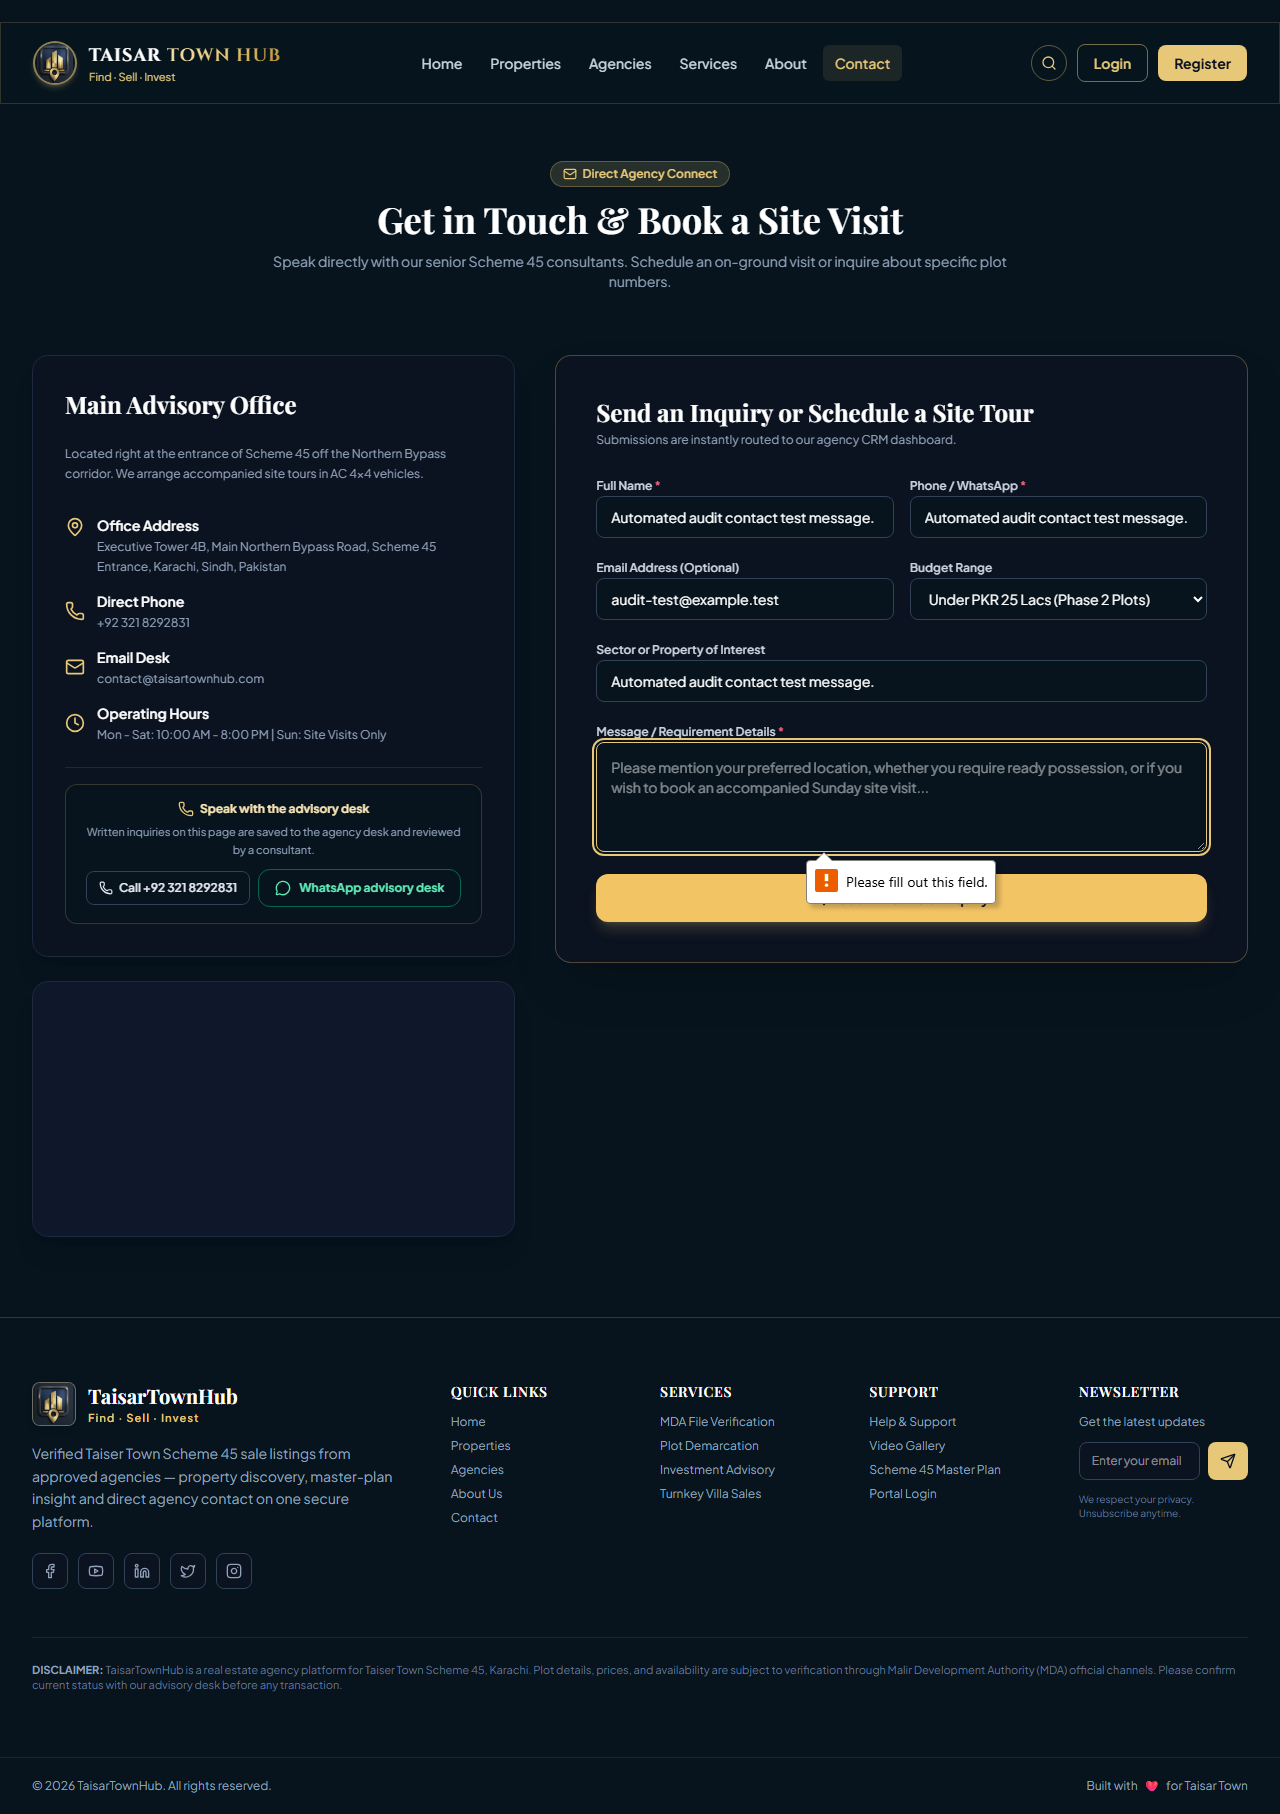 TAISAR TOWN HUB
Find · Sell · Invest
Home
Properties
Agencies
Services
About
Contact
Login
Register
Direct Agency Connect
Get in Touch & Book a Site Visit
Speak directly with our senior Scheme 45 consultants. Schedule an on-ground visit or inquire about specific plot
numbers.
Main Advisory Office
Located right at the entrance of Scheme 45 off the Northern Bypass
corridor. We arrange accompanied site tours in AC 4×4 vehicles.
Office Address
Executive Tower 4B, Main Northern Bypass Road, Scheme 45
Entrance, Karachi, Sindh, Pakistan
Direct Phone
+92 321 8292831
Email Desk
contact@taisartownhub.com
Operating Hours
Mon - Sat: 10:00 AM - 8:00 PM | Sun: Site Visits Only
Speak with the advisory desk
Written inquiries on this page are saved to the agency desk and reviewed
by a consultant.
Call +92 321 8292831
WhatsApp advisory desk
Send an Inquiry or Schedule a Site Tour
Submissions are instantly routed to our agency CRM dashboard.
Full Name *
Phone / WhatsApp *
Automated audit contact test message.
Automated audit contact test message.
Email Address (Optional)
Budget Range
audit-test@example.test
Under PKR 25 Lacs (Phase 2 Plots)
Sector or Property of Interest
Automated audit contact test message.
Message / Requirement Details *
Please mention your preferred location, whether you require ready possession, or if you
wish to book an accompanied Sunday site visit...
Please fill out this field.
TaisarTownHub
Find · Sell · Invest
Verified Taiser Town Scheme 45 sale listings from
approved agencies — property discovery, master-plan
insight and direct agency contact on one secure
platform.
QUICK LINKS
Home
Properties
Agencies
About Us
Contact
SERVICES
MDA File Verification
Plot Demarcation
Investment Advisory
Turnkey Villa Sales
SUPPORT
Help & Support
Video Gallery
Scheme 45 Master Plan
Portal Login
NEWSLETTER
Get the latest updates
Enter your email
We respect your privacy.
Unsubscribe anytime.
DISCLAIMER: TaisarTownHub is a real estate agency platform for Taiser Town Scheme 45, Karachi. Plot details, prices, and availability are subject to verification through Malir Development Authority (MDA) official channels. Please confirm
current status with our advisory desk before any transaction.
© 2026 TaisarTownHub. All rights reserved.
Built with ❤️ for Taisar Town